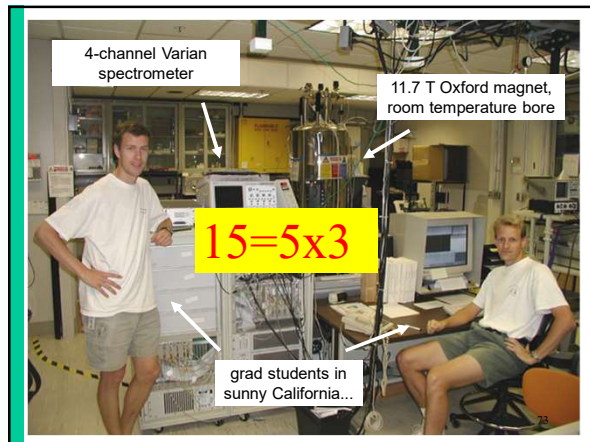 4-channel Varian
spectrometer
11.7 T Oxford magnet,
room temperature bore
15=5x3
grad students in
sunny California...
73